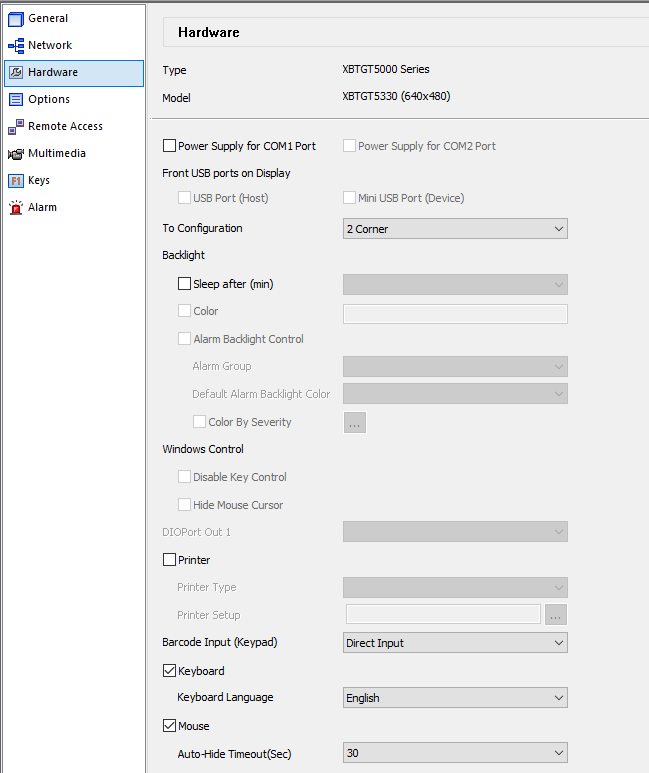 General
Network
Hardware
Options
Remote Access
Multimedia
F1 Keys
Alarm
Hardware
Type XBTGT5000 Series
Model XBTGT5330 (640x480)
Power Supply for COM1 Port Power Supply for COM2 Port
Front USB ports on Display
USB Port (Host) Mini USB Port (Device)
To Configuration 2 Corner
Backlight
Sleep after (min)
Color
Alarm Backlight Control
Alarm Group
Default Alarm Backlight Color
Color By Severity ...
Windows Control
Disable Key Control
Hide Mouse Cursor
DIOPort Out 1
Printer
Printer Type
Printer Setup ...
Barcode Input (Keypad) Direct Input
Keyboard
Keyboard Language English
Mouse
Auto-Hide Timeout(Sec) 30